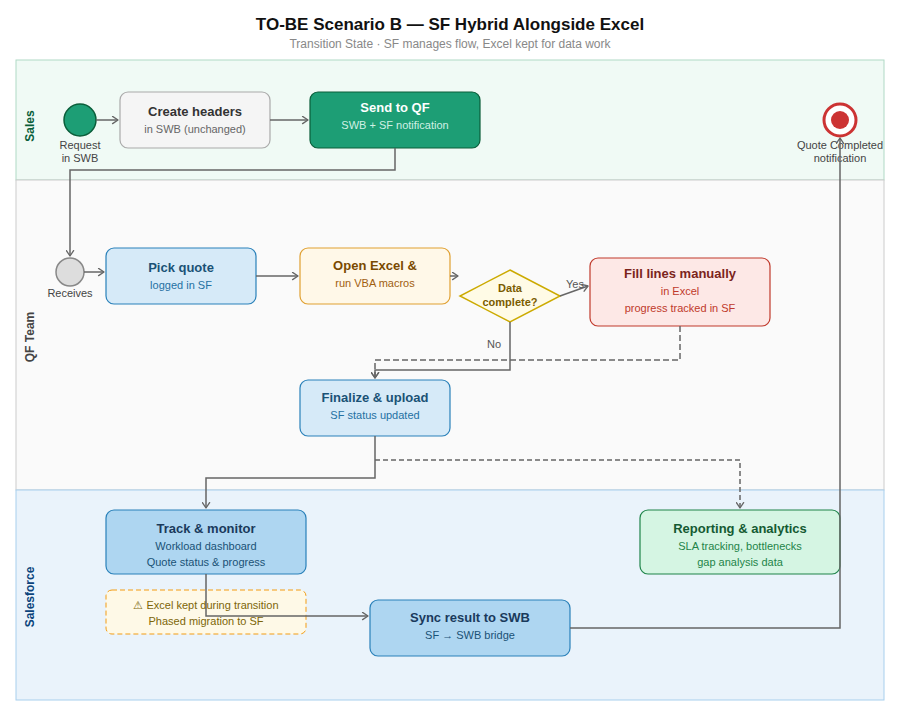 TO-BE Scenario B — SF Hybrid Alongside Excel
Transition State · SF manages flow, Excel kept for data work
Sales
Request
in SWB
Create headers
in SWB (unchanged)
Send to QF
SWB + SF notification
Quote Completed
notification
QF Team
Receives
Pick quote
logged in SF
Open Excel &
run VBA macros
Data
complete?
Yes
No
Fill lines manually
in Excel
progress tracked in SF
Finalize & upload
SF status updated
Salesforce
Track & monitor
Workload dashboard
Quote status & progress
Reporting & analytics
SLA tracking, bottlenecks
gap analysis data
⚠ Excel kept during transition
Phased migration to SF
Sync result to SWB
SF → SWB bridge